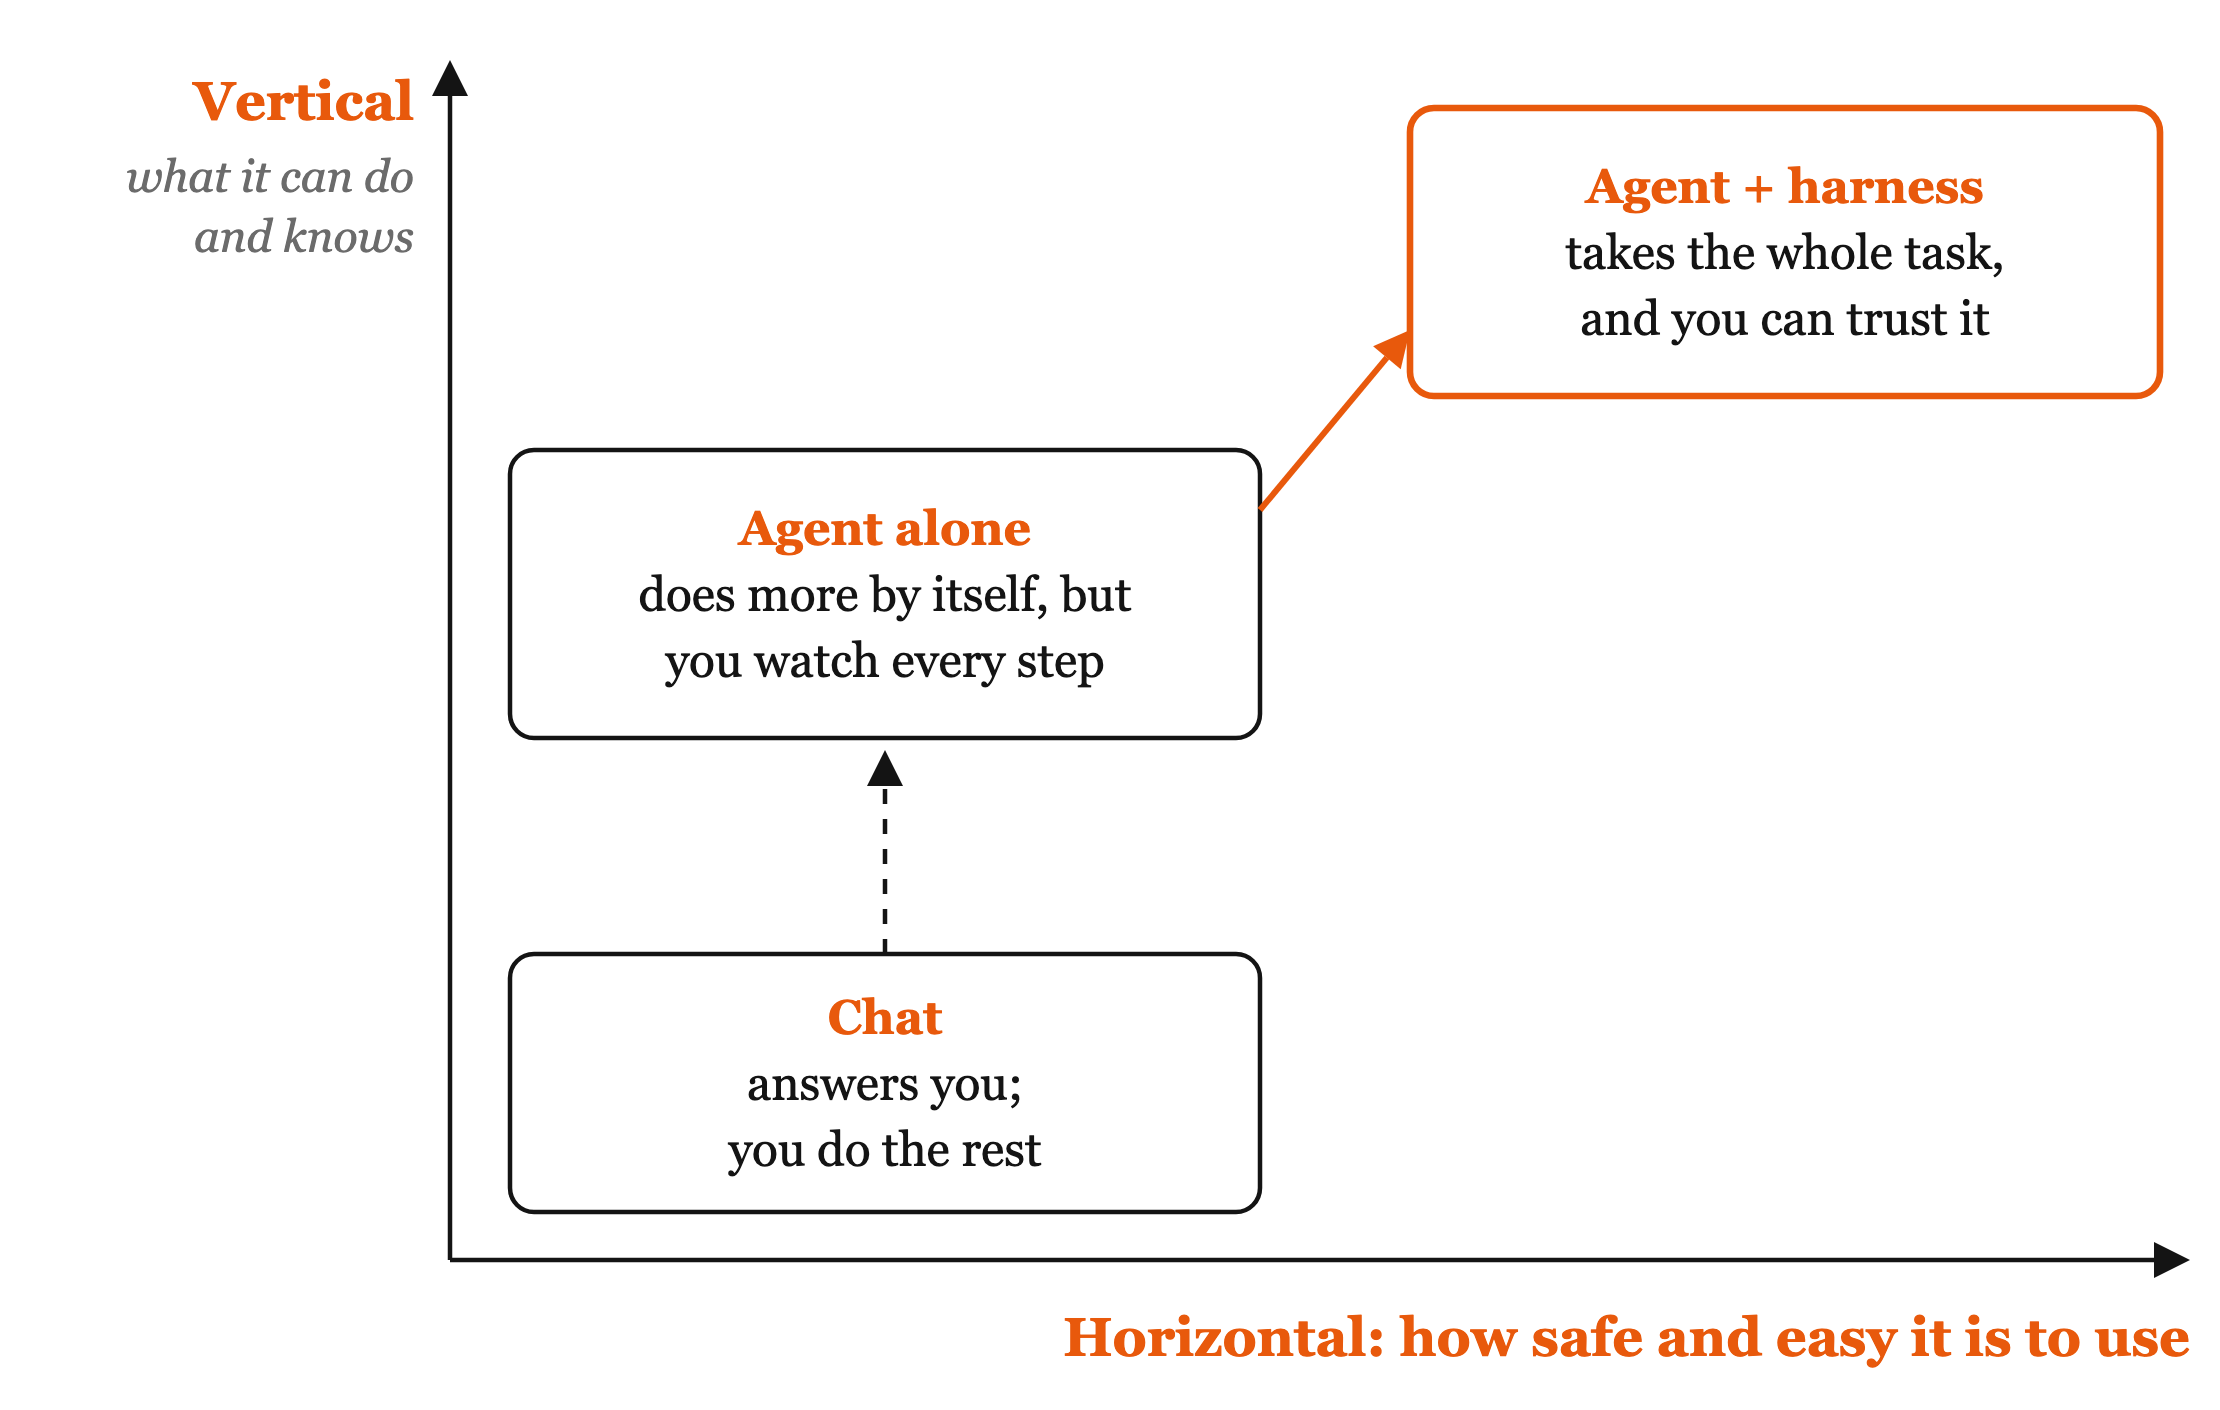 Vertical
what it can do
and knows
Agent + harness
takes the whole task,
and you can trust it
Agent alone
does more by itself, but
you watch every step
Chat
answers you;
you do the rest
Horizontal: how safe and easy it is to use